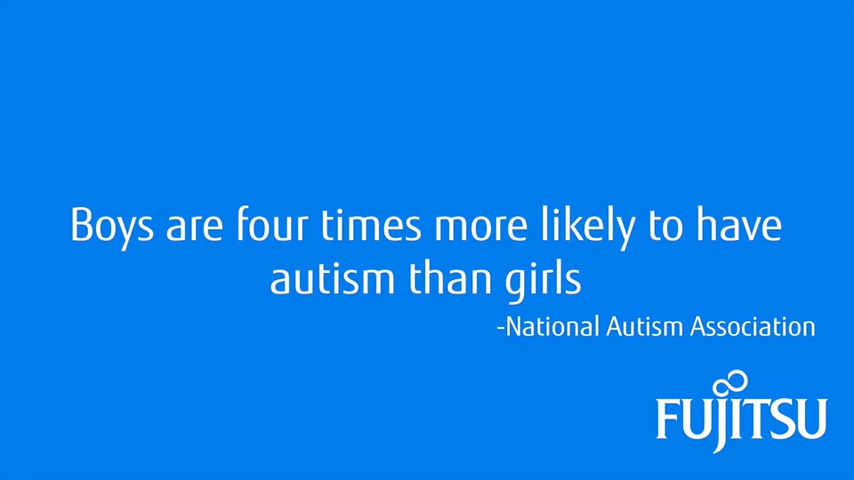 Boys are four times more likely to have
autism than girls
-National Autism Association
FUJITSU